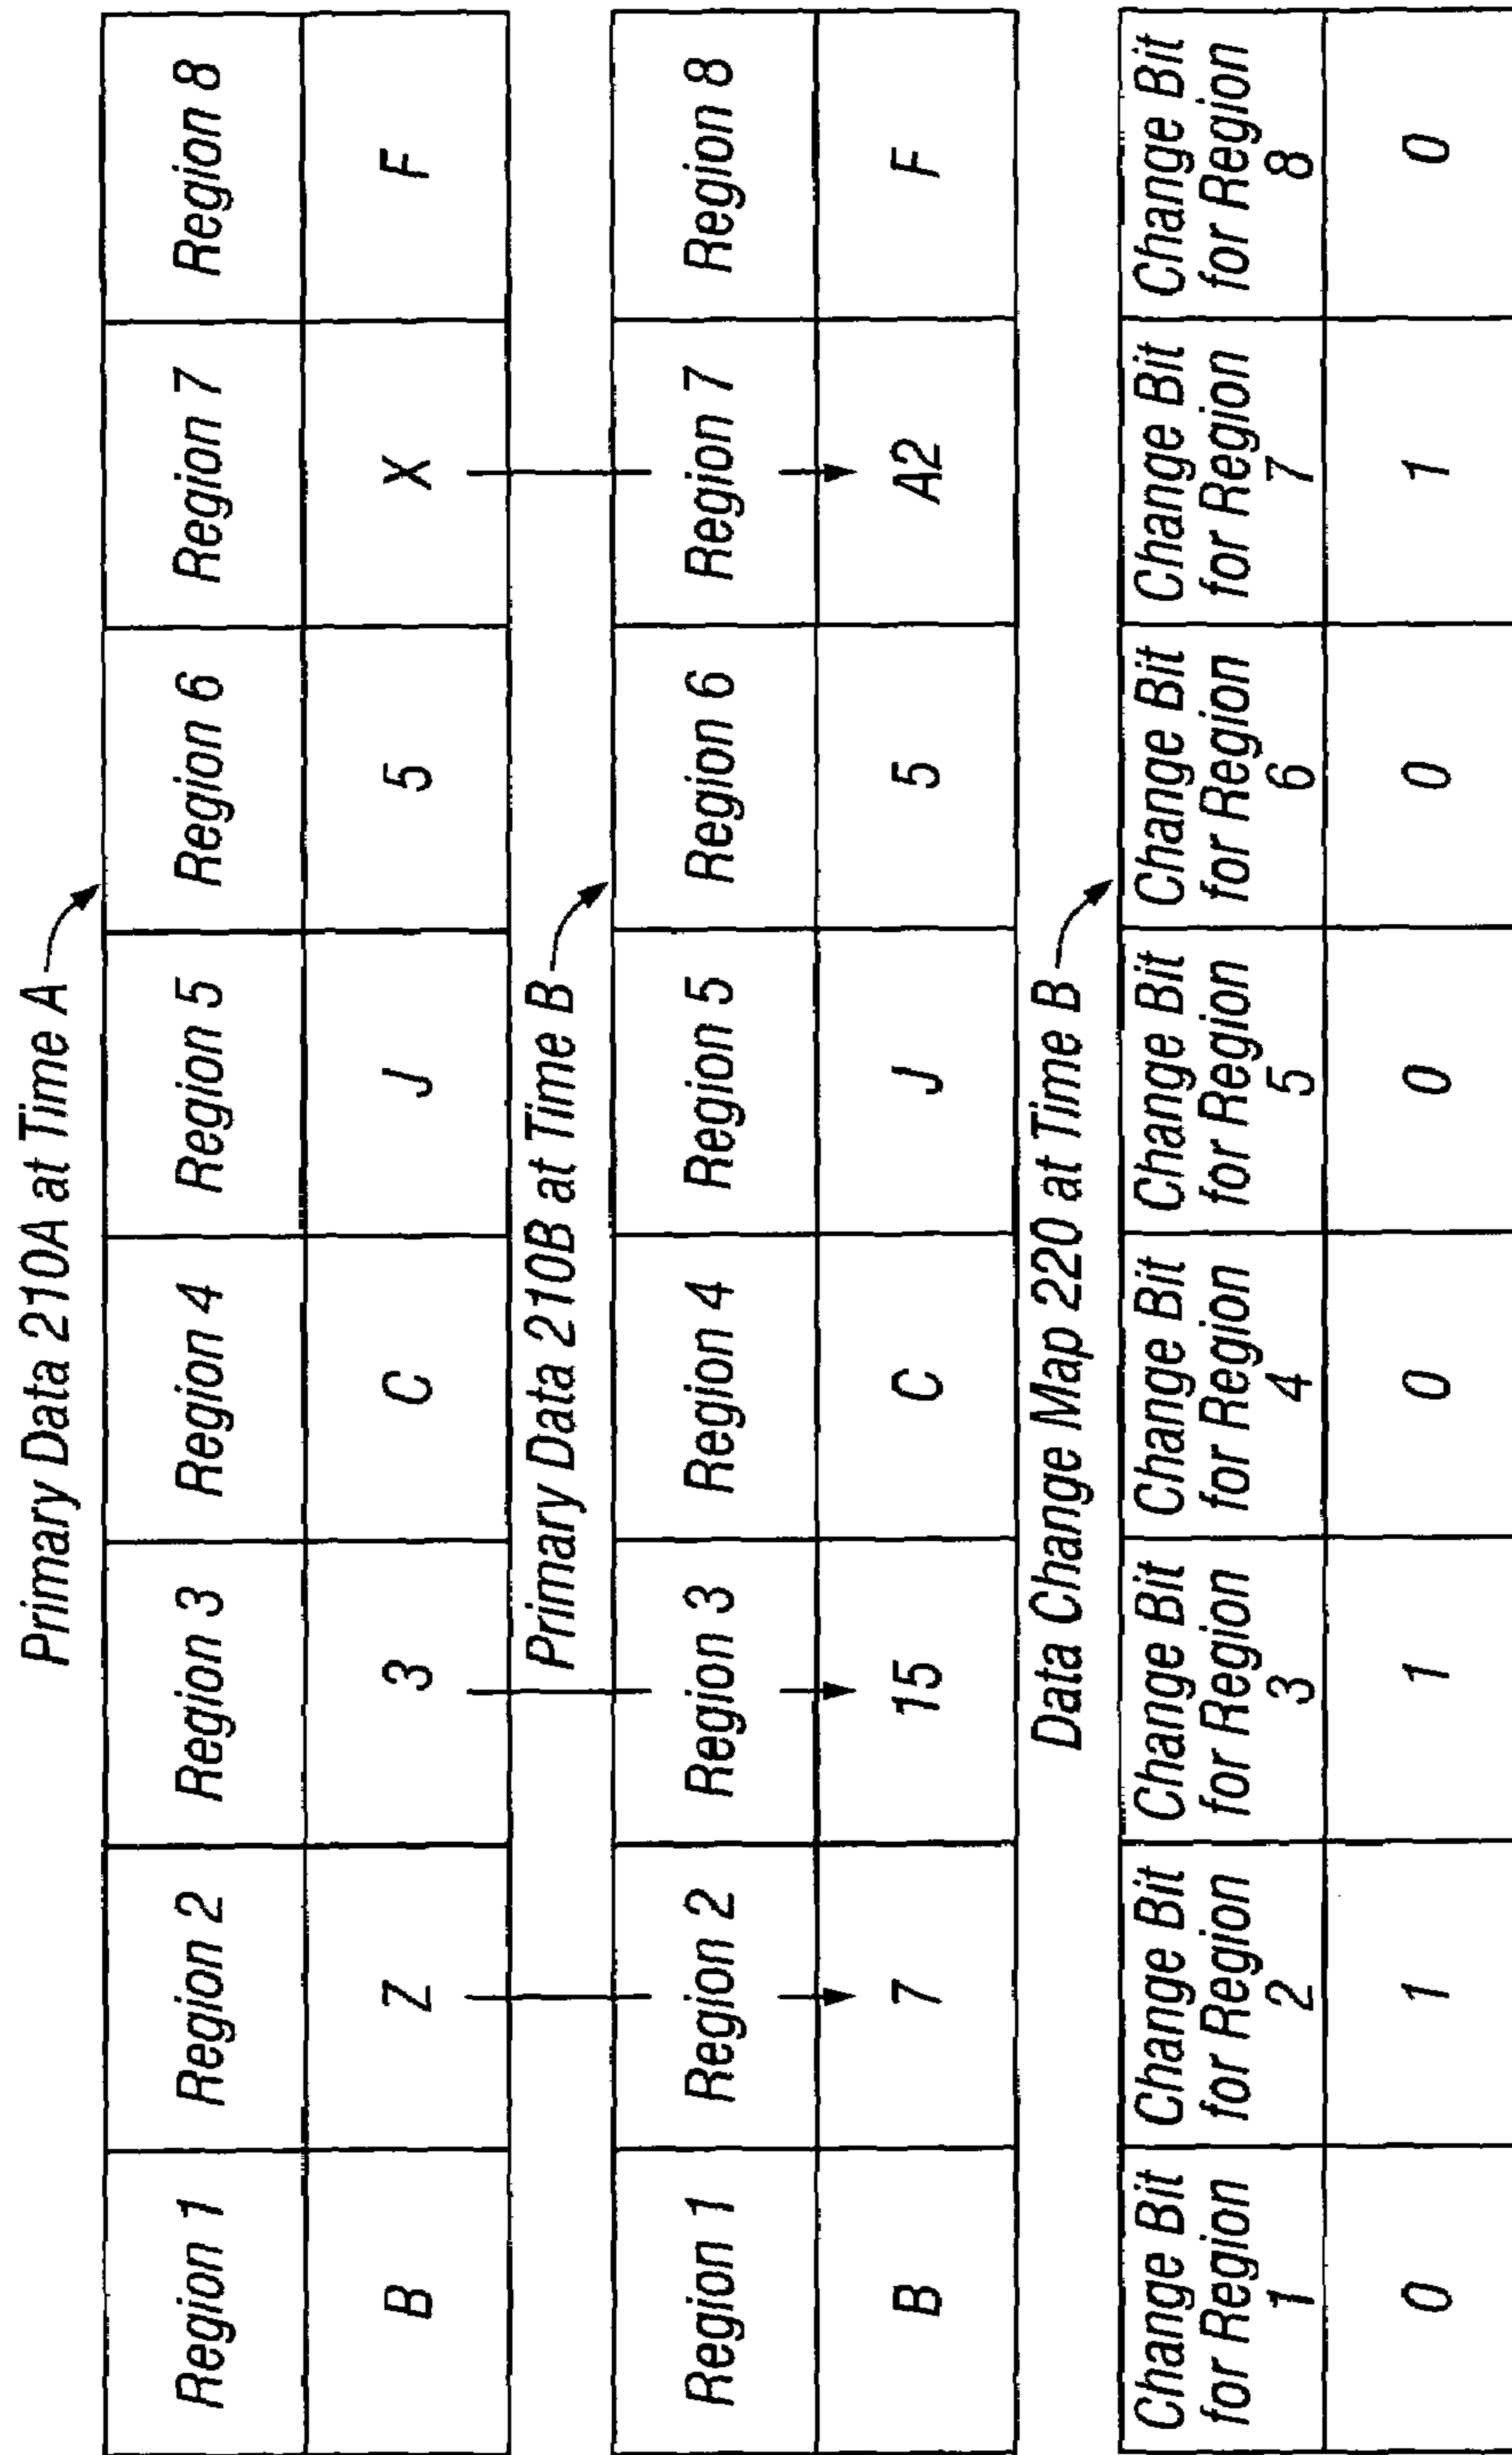 Primary Data 210A at Time A
Region 1 Region 2 Region 3 Region 4 Region 5 Region 6 Region 7 Region 8
B Z 3 C J 5 X F
Primary Data 210B at Time B
Region 1 Region 2 Region 3 Region 4 Region 5 Region 6 Region 7 Region 8
B 7 15 C J 5 A2 F
Data Change Map 220 at Time B
Change Bit Change Bit Change Bit Change Bit Change Bit Change Bit Change Bit Change Bit
for Region for Region for Region for Region for Region for Region for Region for Region
1 2 3 4 5 6 7 8
0 1 1 0 0 0 1 0